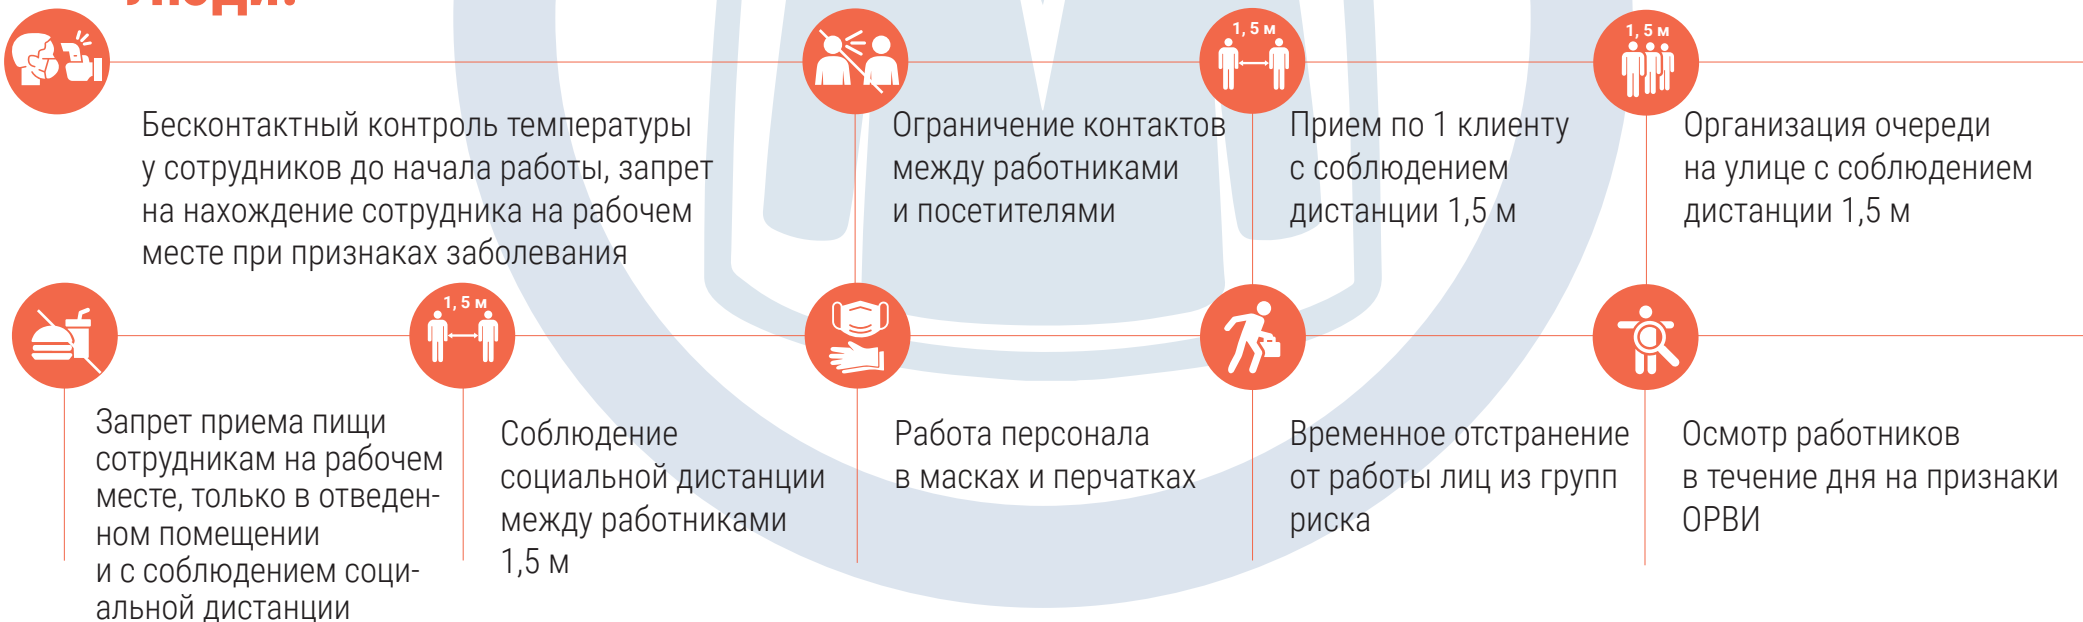 1, 5 м
1, 5 м
Бесконтактный контроль температуры
у сотрудников до начала работы, запрет
на нахождение сотрудника на рабочем
месте при признаках заболевания
Ограничение контактов
между работниками
и посетителями
Прием по 1 клиенту
с соблюдением
дистанции 1,5 м
Организация очереди
на улице с соблюдением
дистанции 1,5 м
1, 5 м
Запрет приема пищи
сотрудникам на рабочем
месте, только в отведен-
ном помещении
и с соблюдением соци-
альной дистанции
Соблюдение
социальной дистанции
между работниками
1,5 м
Работа персонала
в масках и перчатках
Временное отстранение
от работы лиц из групп
риска
Осмотр работников
в течение дня на признаки
ОРВИ